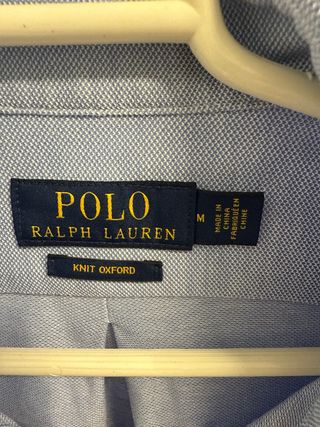 POLO
RALPH LAUREN
M
MADE IN
CHINA
FABRIQUÉ EN
CHINE
KNIT OXFORD